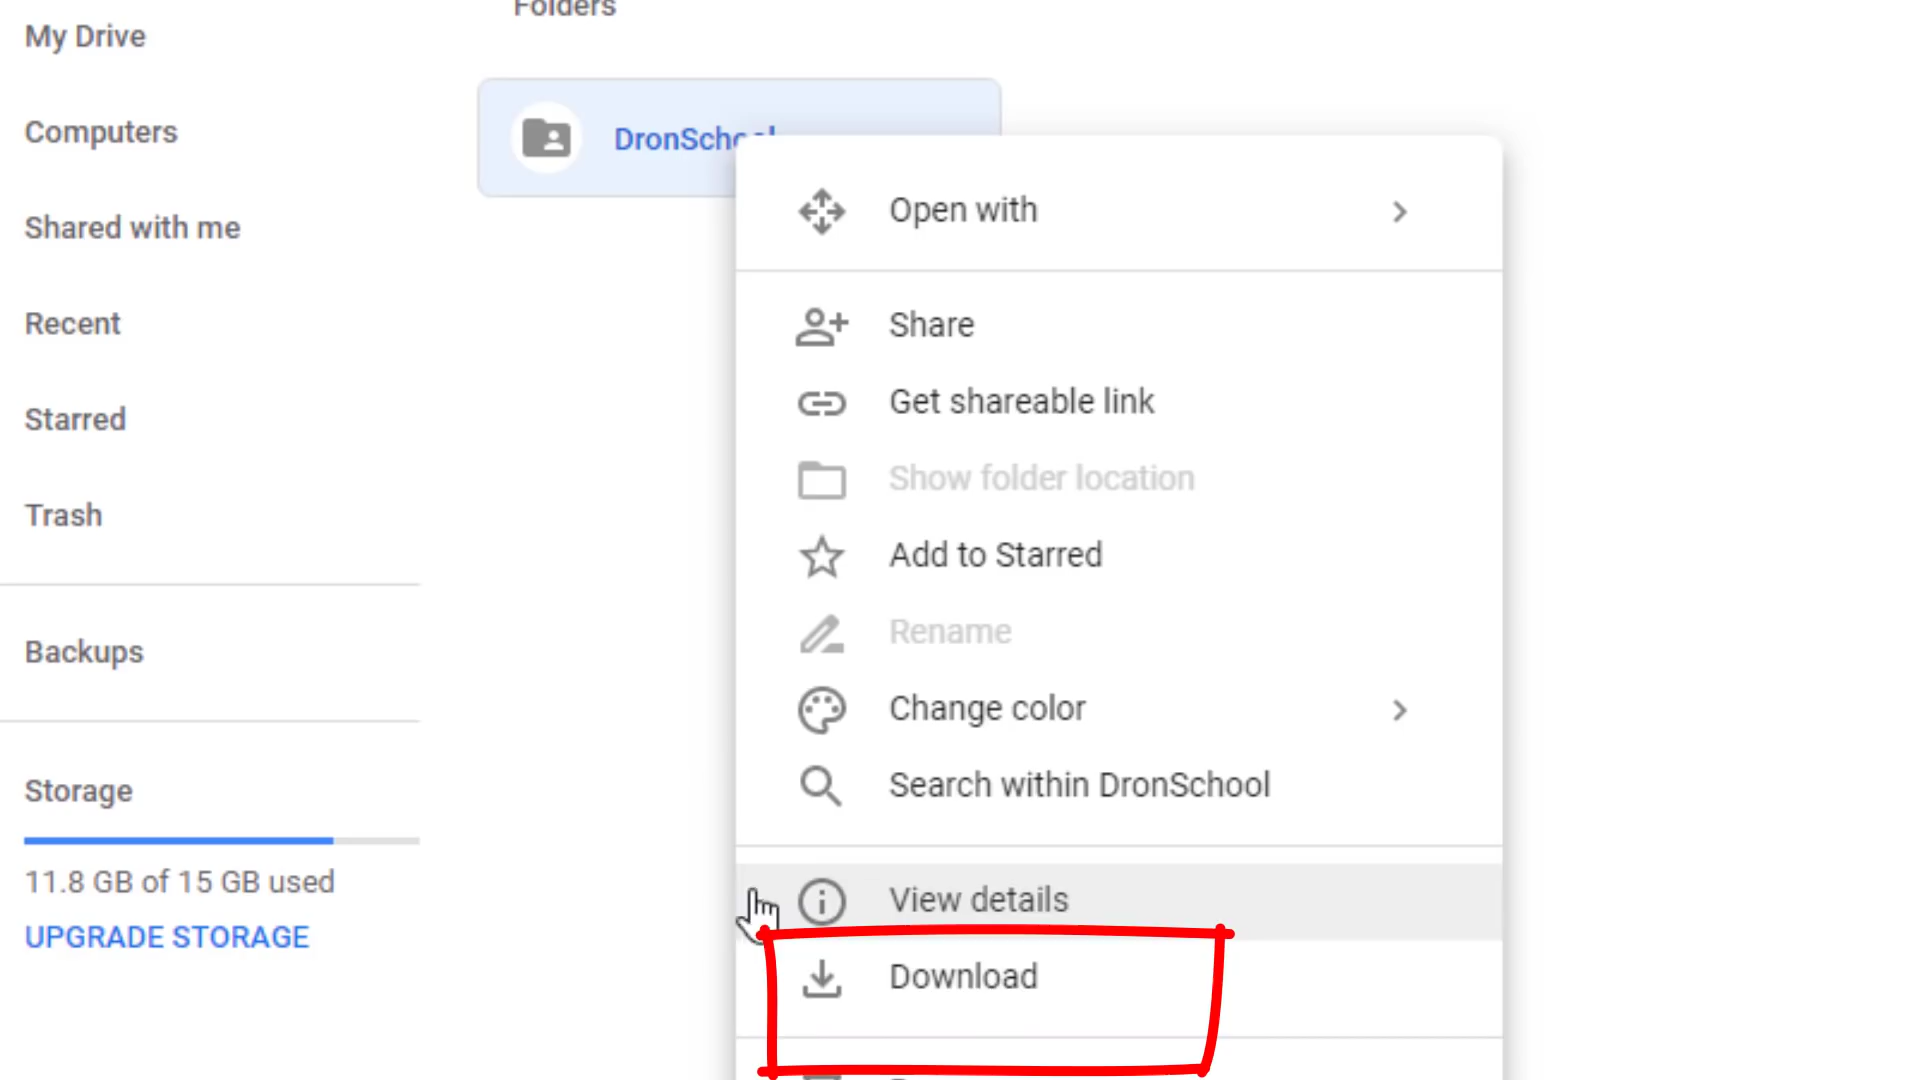 Folders
My Drive
Computers
Shared with me
Recent
Starred
Trash
Backups
Storage
11.8 GB of 15 GB used
UPGRADE STORAGE
DronSchool
Open with
Share
Get shareable link
Show folder location
Add to Starred
Rename
Change color
Search within DronSchool
View details
Download